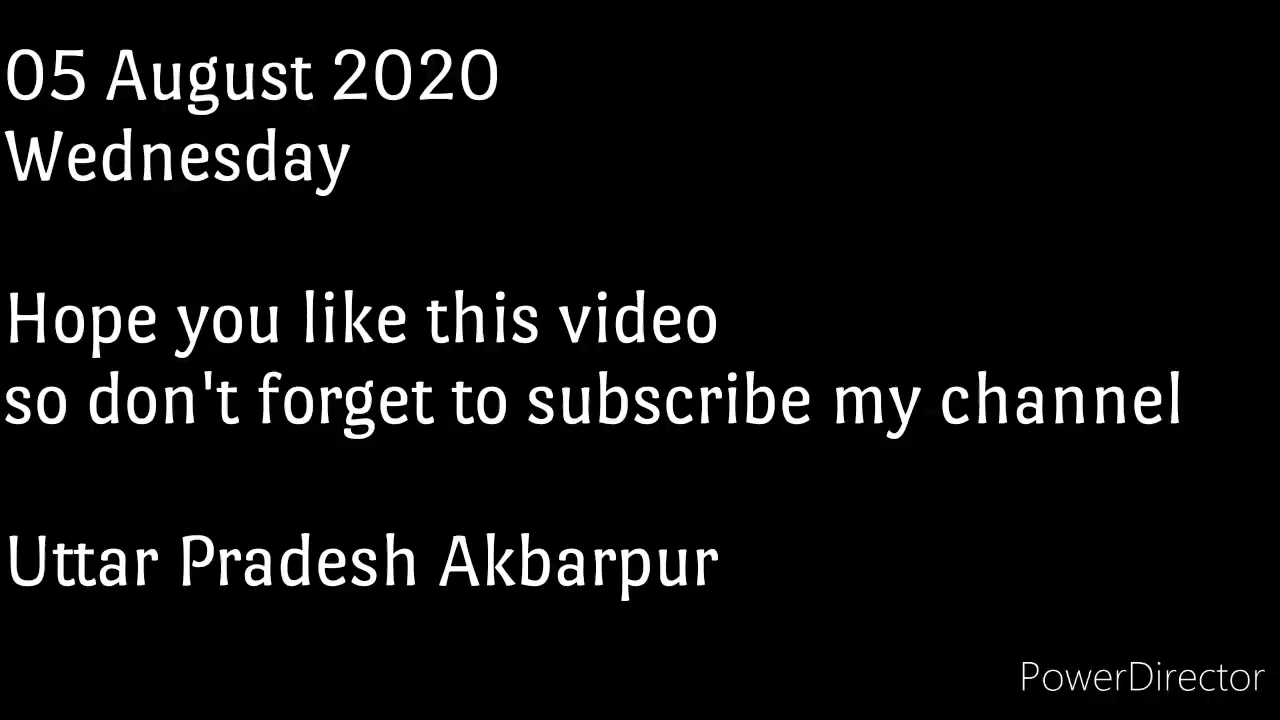 05 August 2020
Wednesday
Hope you like this video
so don't forget to subscribe my channel
Uttar Pradesh Akbarpur
PowerDirector